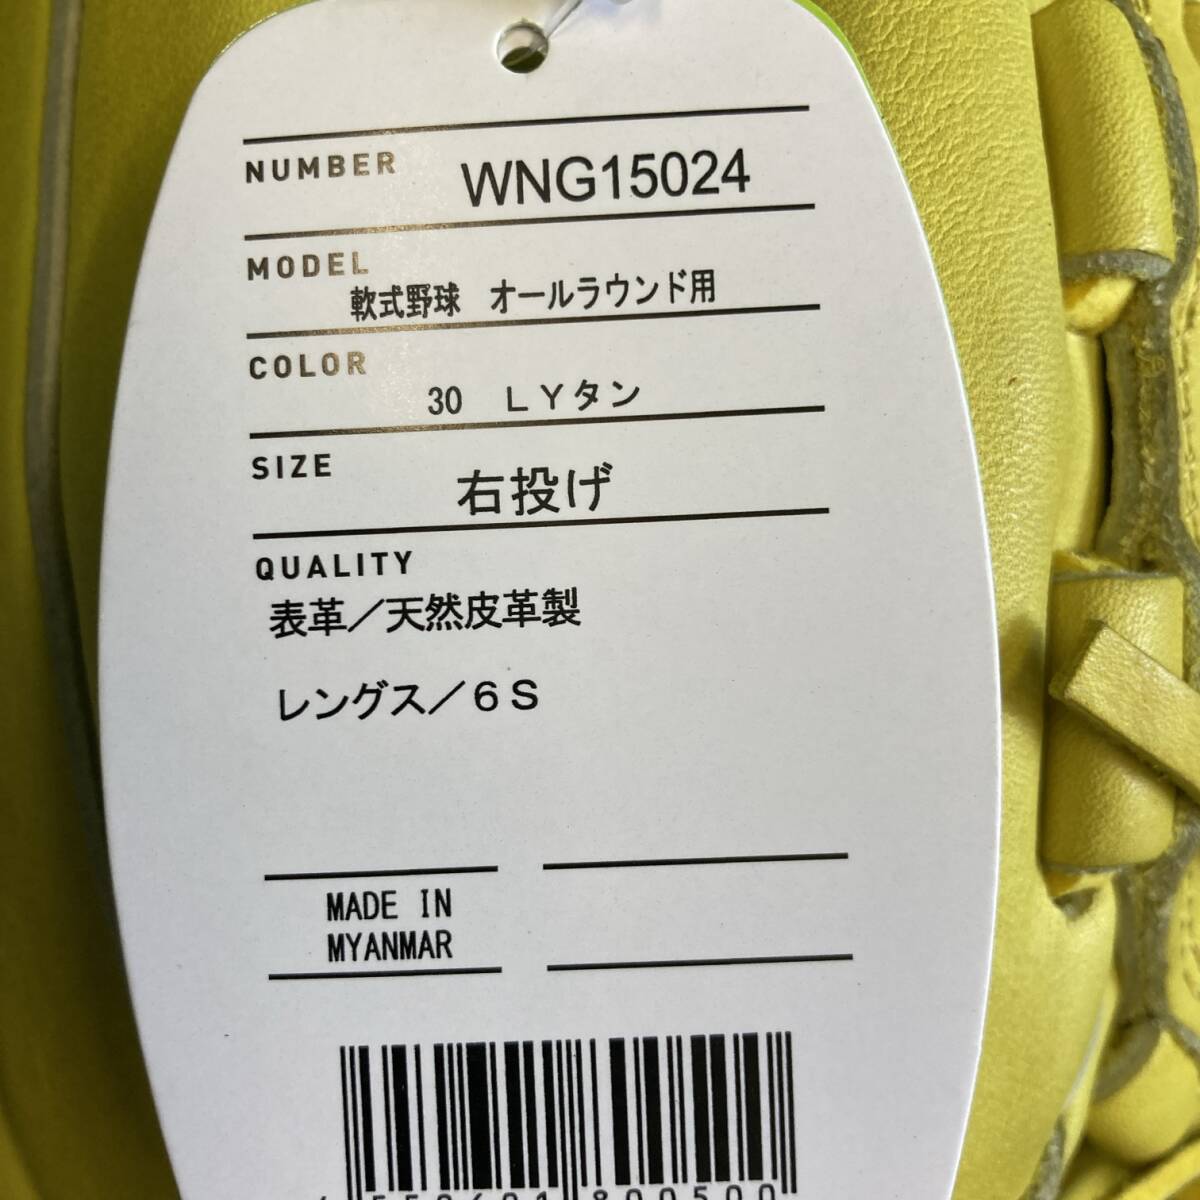 NUMBER WNG15024
MODEL
軟式野球 オールラウンド用
COLOR
30 LYタン
SIZE
右投げ
QUALITY
表革／天然皮革製
レングス／6S
MADE IN
MYANMAR